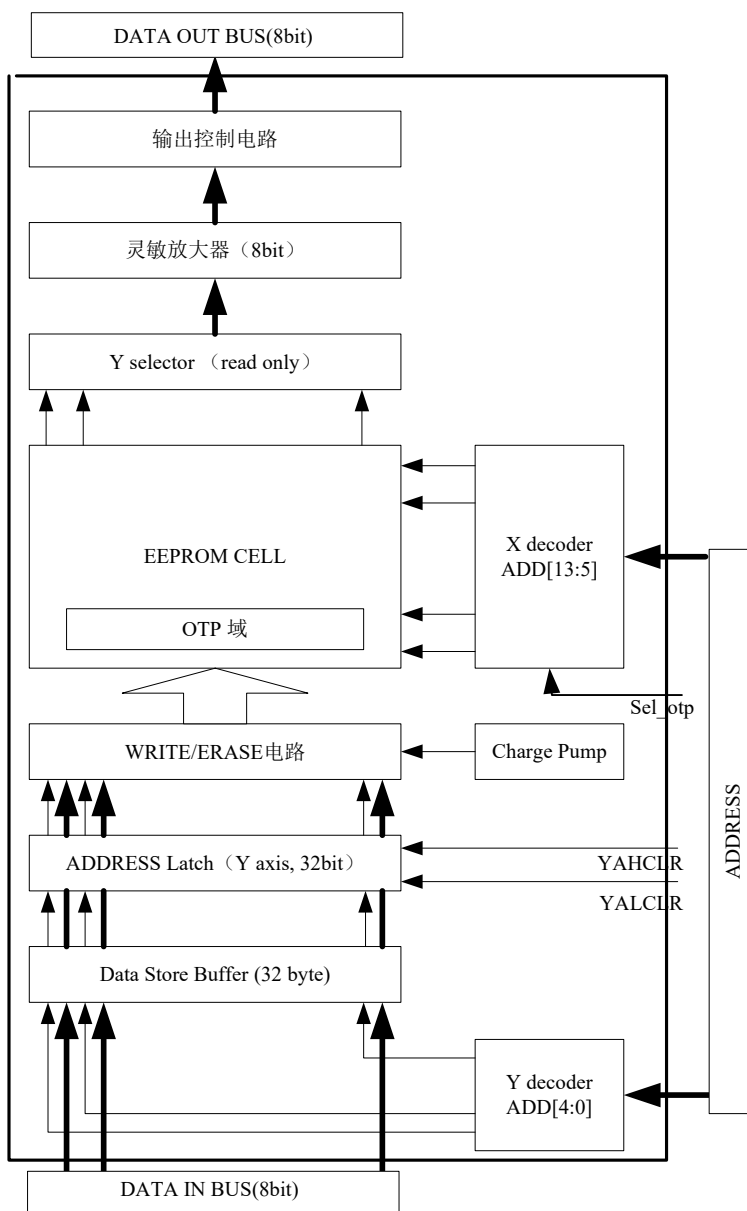 DATA OUT BUS(8bit)
输出控制电路
灵敏放大器（8bit）
Y selector （read only）
EEPROM CELL
OTP 域
X decoder
ADD[13:5]
Sel_otp
WRITE/ERASE电路
Charge Pump
ADDRESS
ADDRESS Latch（Y axis, 32bit）
YAHCLR
YALCLR
Data Store Buffer (32 byte)
Y decoder
ADD[4:0]
DATA IN BUS(8bit)